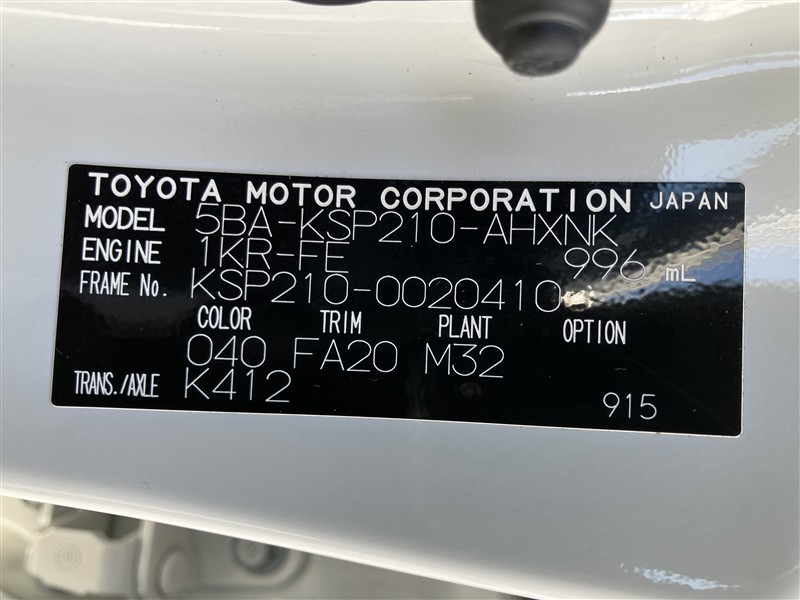 TOYOTA MOTOR CORPORATION JAPAN
MODEL 5BA-KSP210-AHXNK
ENGINE 1KR-FE 996 mL
FRAME No. KSP210-0020410
COLOR TRIM PLANT OPTION
040 FA20 M32
TRANS./AXLE K412
915